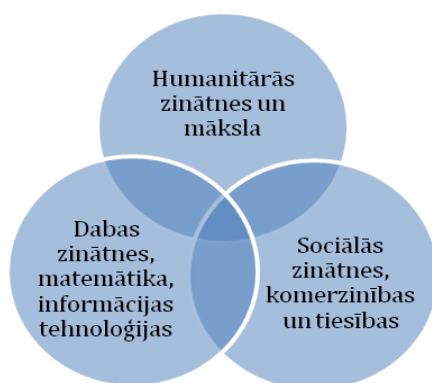 Humanitārās
zinātnes un
māksla
Dabas
zinātnes,
matemātika,
informācijas
tehnoloģijas
Sociālās
zinātnes,
komerzinības
un tiesības